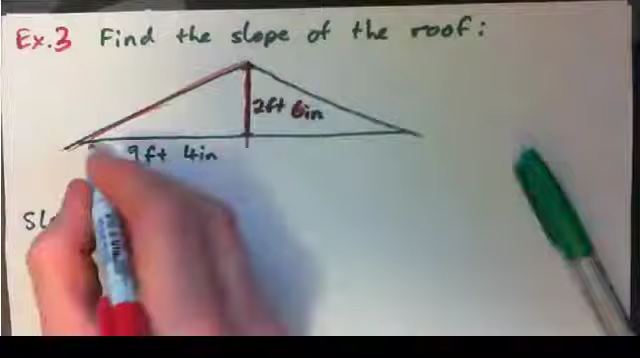 Ex.3 Find the slope of the roof:
2ft 6in
9ft 4in